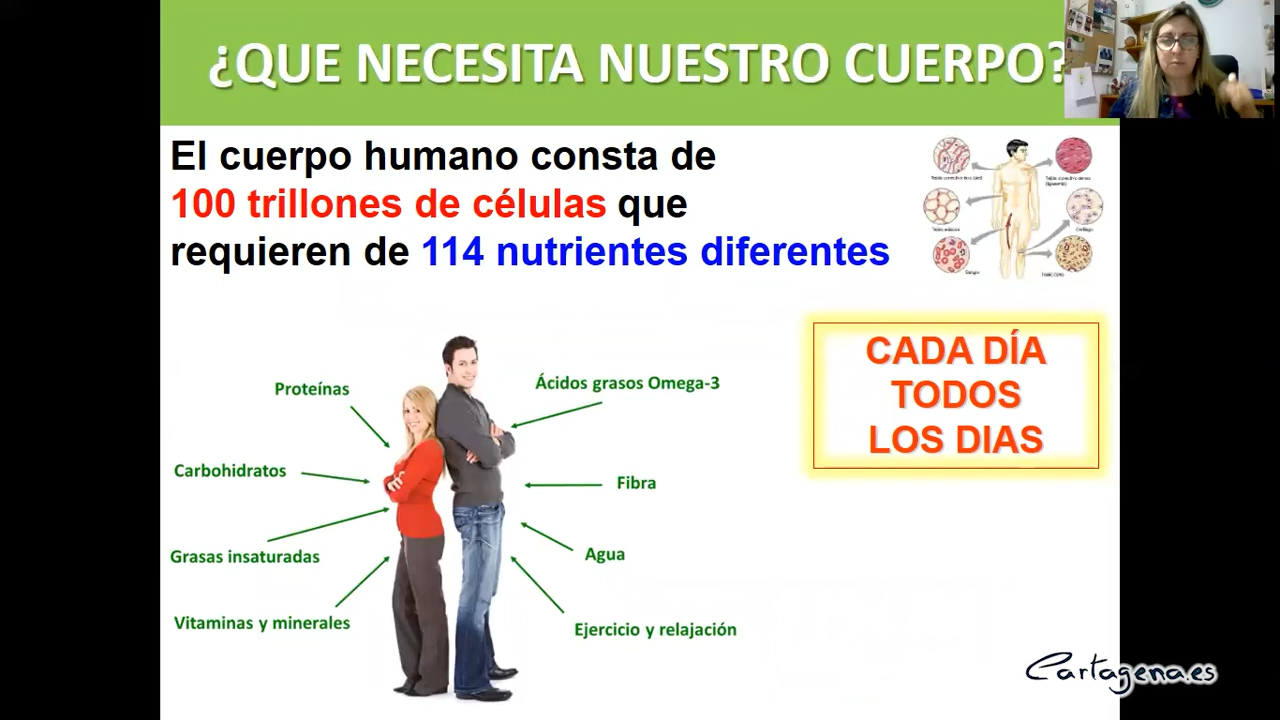 ¿QUE NECESITA NUESTRO CUERPO?
El cuerpo humano consta de
100 trillones de células que
requieren de 114 nutrientes diferentes
CADA DÍA
TODOS
LOS DIAS
Proteínas
Ácidos grasos Omega-3
Carbohidratos
Fibra
Grasas insaturadas
Agua
Vitaminas y minerales
Ejercicio y relajación
Cartagena.es